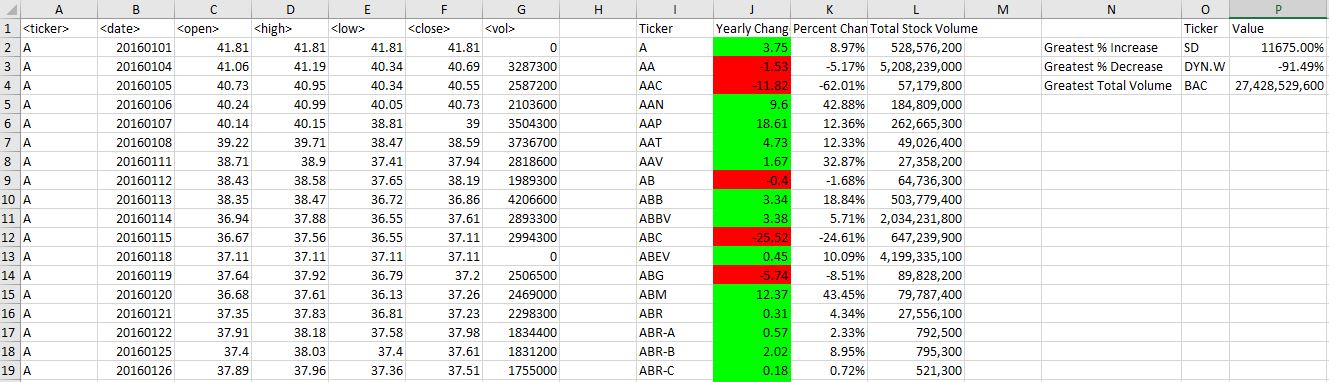 A B C D E F G H I J K L M N O P
1 <ticker> <date> <open> <high> <low> <close> <vol> Ticker Yearly Chang Percent Chan Total Stock Volume Ticker Value
2 A 20160101 41.81 41.81 41.81 41.81 0 A 3.75 8.97% 528,576,200 Greatest % Increase SD 11675.00%
3 A 20160104 41.06 41.19 40.34 40.69 3287300 AA -1.53 -5.17% 5,208,239,000 Greatest % Decrease DYN.W -91.49%
4 A 20160105 40.73 40.95 40.34 40.55 2587200 AAC -11.82 -62.01% 57,179,800 Greatest Total Volume BAC 27,428,529,600
5 A 20160106 40.24 40.99 40.05 40.73 2103600 AAN 9.6 42.88% 184,809,000
6 A 20160107 40.14 40.15 38.81 39 3504300 AAP 18.61 12.36% 262,665,300
7 A 20160108 39.22 39.71 38.47 38.59 3736700 AAT 4.73 12.33% 49,026,400
8 A 20160111 38.71 38.9 37.41 37.94 2818600 AAV 1.67 32.87% 27,358,200
9 A 20160112 38.43 38.58 37.65 38.19 1989300 AB -0.4 -1.68% 64,736,300
10 A 20160113 38.35 38.47 36.72 36.86 4206600 ABB 3.34 18.84% 503,779,400
11 A 20160114 36.94 37.88 36.55 37.61 2893300 ABBV 3.38 5.71% 2,034,231,800
12 A 20160115 36.67 37.56 36.55 37.11 2994300 ABC -25.52 -24.61% 647,239,900
13 A 20160118 37.11 37.11 37.11 37.11 0 ABEV 0.45 10.09% 4,199,335,100
14 A 20160119 37.64 37.92 36.79 37.2 2506500 ABG -5.74 -8.51% 89,828,200
15 A 20160120 36.68 37.61 36.13 37.26 2469000 ABM 12.37 43.45% 79,787,400
16 A 20160121 37.35 37.83 36.81 37.23 2298300 ABR 0.31 4.34% 27,556,100
17 A 20160122 37.91 38.18 37.58 37.98 1834400 ABR-A 0.57 2.33% 792,500
18 A 20160125 37.4 38.03 37.4 37.61 1831200 ABR-B 2.02 8.95% 795,300
19 A 20160126 37.89 37.96 37.36 37.51 1755000 ABR-C 0.18 0.72% 521,300